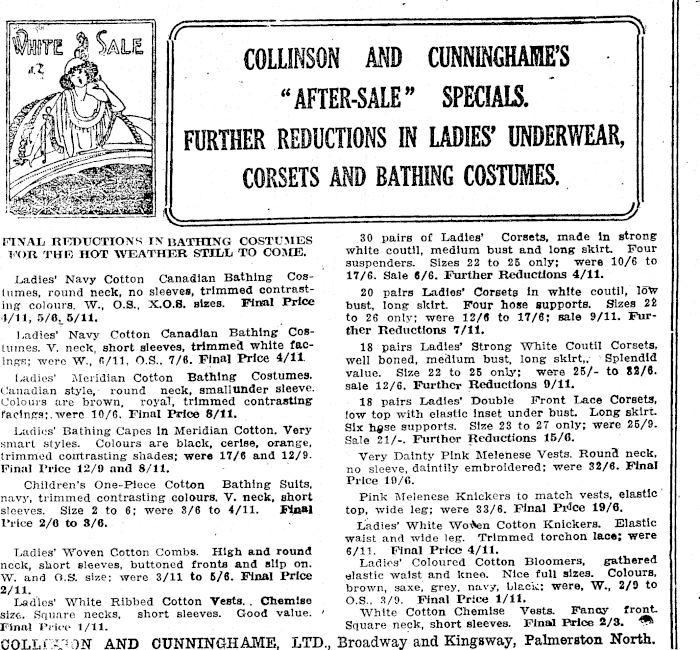 WHITE SALE
COLLINSON AND CUNNINGHAME'S
"AFTER-SALE" SPECIALS.
FURTHER REDUCTIONS IN LADIES' UNDERWEAR,
CORSETS AND BATHING COSTUMES.
FINAL REDUCTIONS IN BATHING COSTUMES
FOR THE HOT WEATHER STILL TO COME.
Ladies' Navy Cotton Canadian Bathing Cos-
tumes, round neck, no sleeves, trimmed contrast-
ing colours. W., O.S., X.O.S. sizes. Final Price
4/11, 5/6, 5/11.
Ladies' Navy Cotton Canadian Bathing Cos-
tumes. V. neck, short sleeves, trimmed white fac-
ings; were W., 6/11, O.S., 7/6. Final Price 4/11
Ladies' Meridian Cotton Bathing Costumes.
Canadian style, round neck, small under sleeve.
Colours are brown, royal, trimmed contrasting
facings; were 10/6. Final Price 8/11.
Ladies' Bathing Capes in Meridian Cotton. Very
smart styles. Colours are black, cerise, orange,
trimmed contrasting shades; were 17/6 and 12/9.
Final Price 12/9 and 8/11.
Children's One-Piece Cotton Bathing Suits,
navy, trimmed contrasting colours, V. neck, short
sleeves. Size 2 to 6; were 3/6 to 4/11. Final
Price 2/6 to 3/6.
Ladies' Woven Cotton Combs. High and round
neck, short sleeves, buttoned fronts and slip on.
W. and O.S. size; were 3/11 to 5/6. Final Price
2/11.
Ladies' White Ribbed Cotton Vests. Chemise
size. Square necks, short sleeves. Good value.
Final Price 1/11.
30 pairs of Ladies' Corsets, made in strong
white coutil, medium bust and long skirt. Four
suspenders. Sizes 22 to 25 only; were 10/6 to
17/6. Sale 6/6. Further Reductions 4/11.
20 pairs Ladies' Corsets in white coutil, low
bust, long skirt. Four hose supports. Sizes 22
to 26 only; were 12/6 to 17/6; sale 9/11. Fur-
ther Reductions 7/11.
18 pairs Ladies' Strong White Coutil Corsets,
well boned, medium bust, long skirt,. Splendid
value. Size 22 to 25 only; were 25/- to 32/6.
sale 12/6. Further Reductions 9/11.
18 pairs Ladies' Double Front Lace Corsets,
low top with elastic inset under bust. Long skirt.
Six hose supports. Size 23 to 27 only; were 25/9.
Sale 21/-. Further Reductions 15/6.
Very Dainty Pink Melenese Vests. Round neck,
no sleeve, daintily embroidered; were 32/6. Final
Price 19/6.
Pink Melenese Knickers to match vests, elastic
top, wide leg; were 33/6. Final Price 19/6.
Ladies' White Woven Cotton Knickers. Elastic
waist and wide leg. Trimmed torchon lace; were
6/11. Final Price 4/11.
Ladies' Coloured Cotton Bloomers, gathered
elastic waist and knee. Nice full sizes. Colours,
brown, saxe, grey, navy, black; were, W., 2/9 to
O.S., 3/9. Final Price 1/11.
White Cotton Chemise Vests. Fancy front.
Square neck, short sleeves. Final Price 2/3.
COLLINSON AND CUNNINGHAME, LTD., Broadway and Kingsway, Palmerston North.